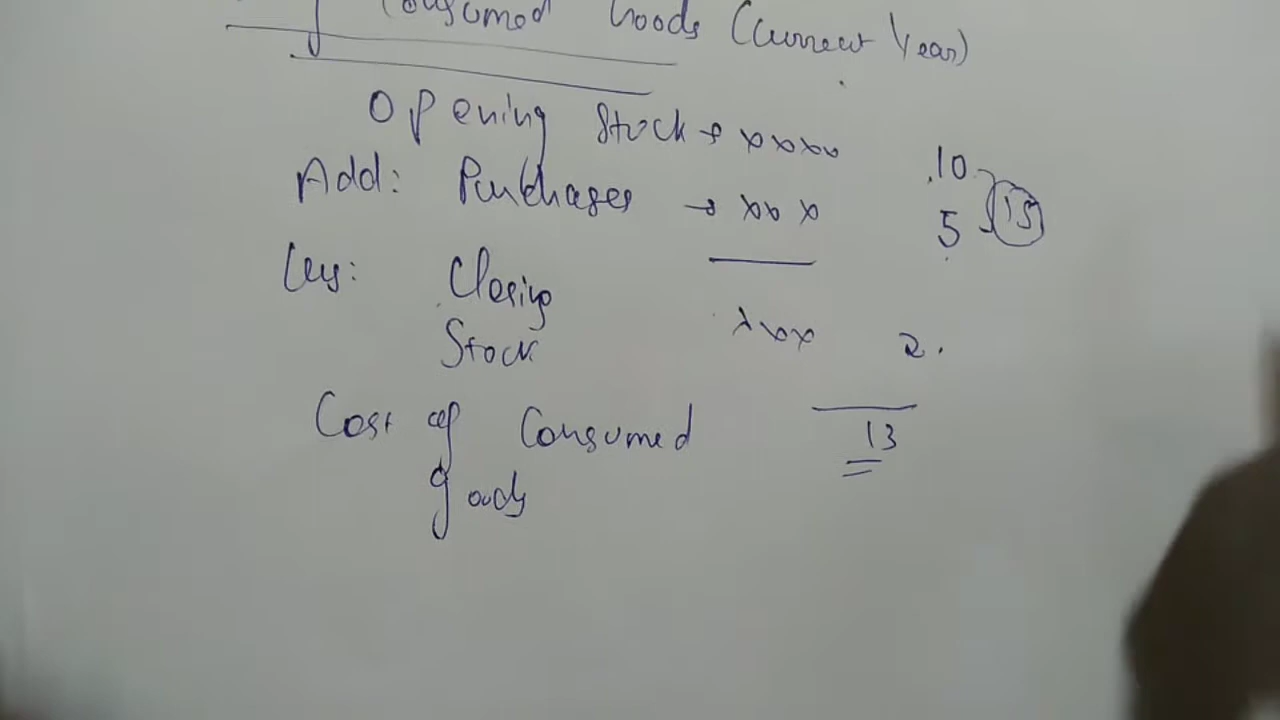 Consumed Goods (Current Year)
Opening Stock → xxxx 10
Add: Purchases → xxx 5 15
Less: Closing
Stock xxx 2.
Cost of Consumed 13
goods